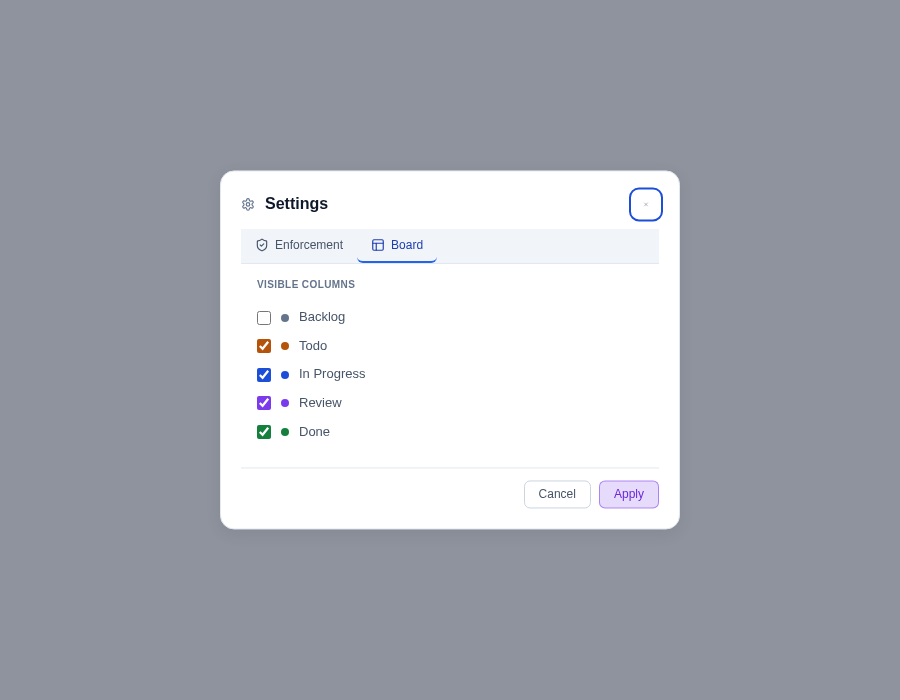 Settings
Enforcement Board
VISIBLE COLUMNS
Backlog
Todo
In Progress
Review
Done
Cancel Apply